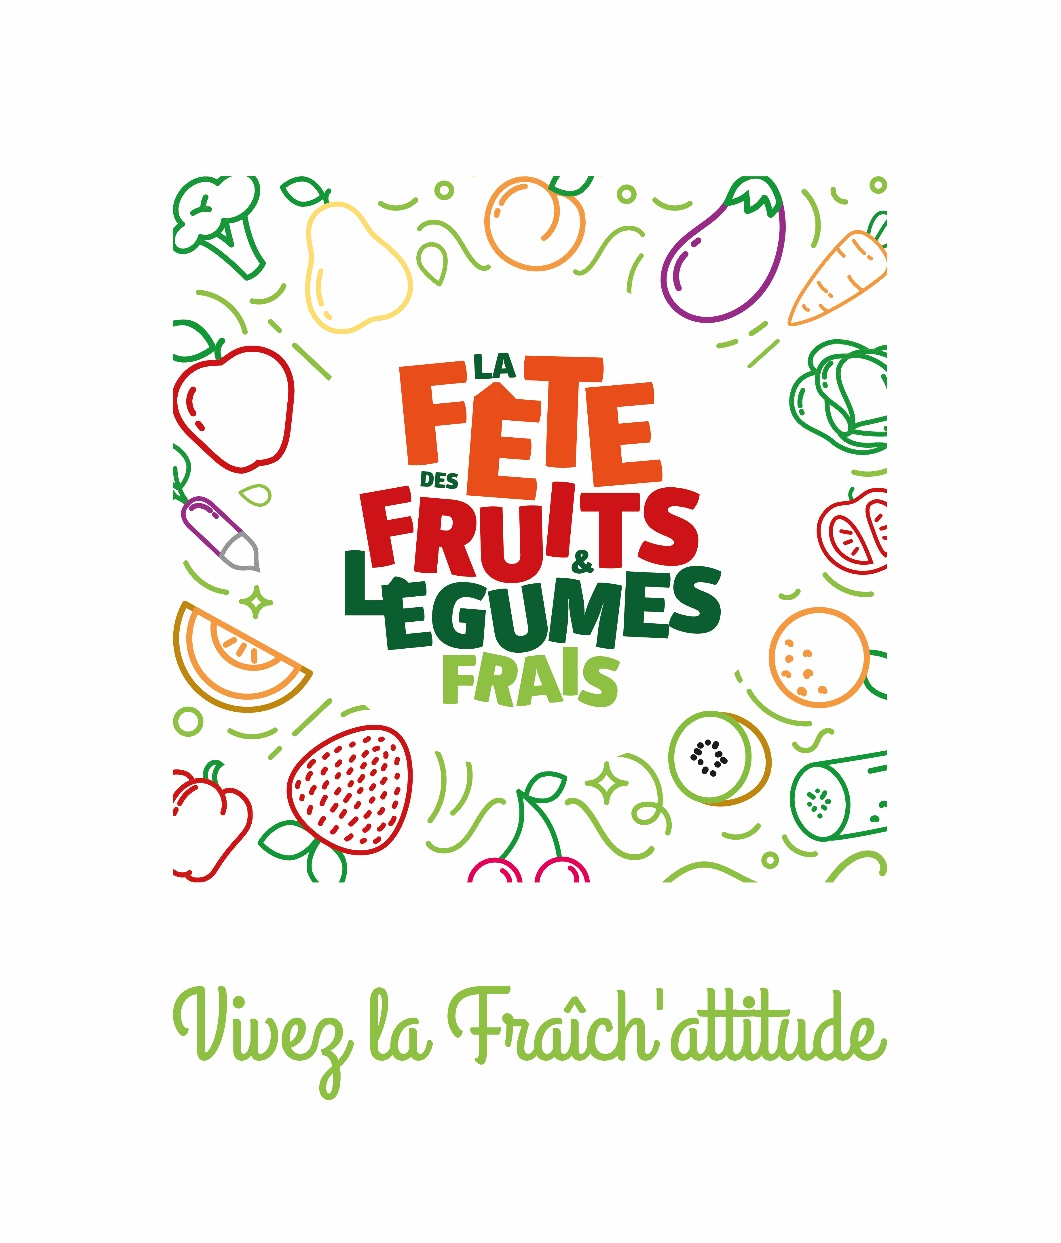 LA
FÊTE
DES
FRUITS
&
LÉGUMES
FRAIS
Vivez la Fraîch'attitude